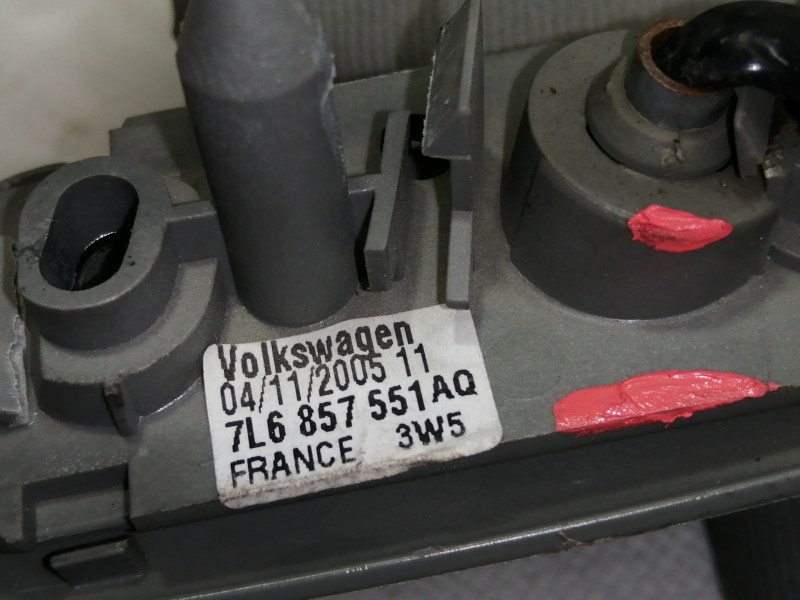 Volkswagen
04/11/2005 11
7L6 857 551AQ
FRANCE 3W5